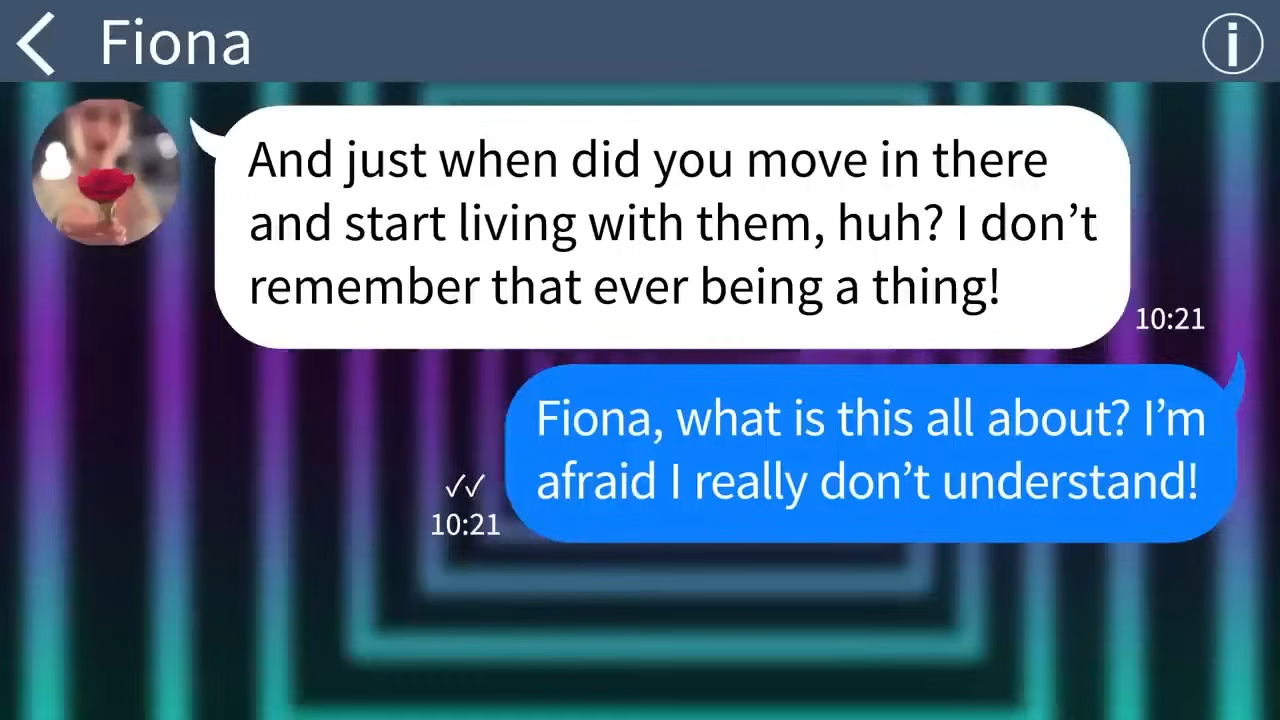 Fiona
i
And just when did you move in there
and start living with them, huh? I don’t
remember that ever being a thing!
10:21
Fiona, what is this all about? I’m
afraid I really don’t understand!
✓✓
10:21